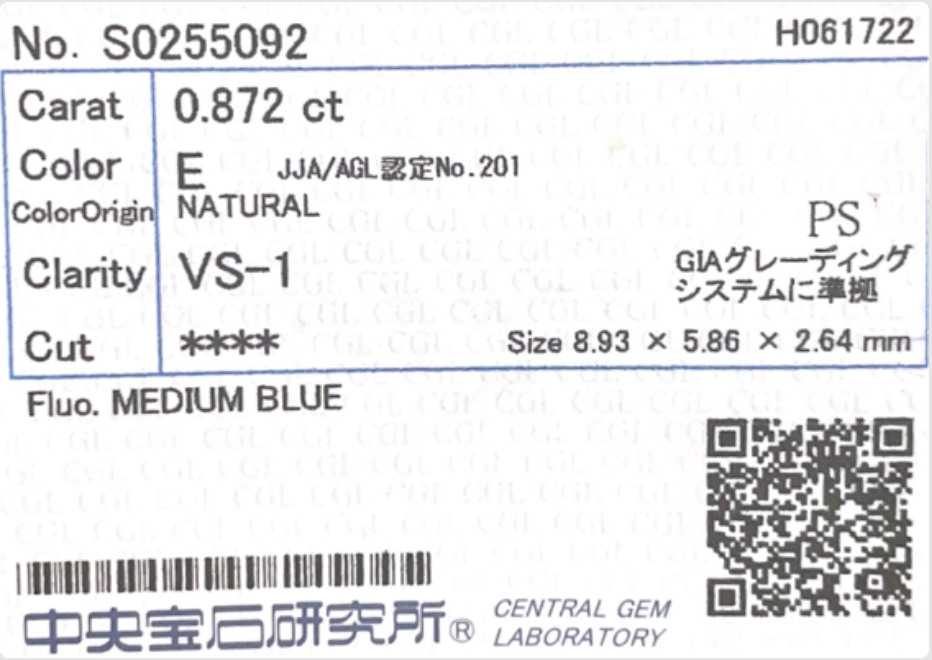 No. S0255092 H061722
Carat 0.872 ct
Color E JJA/AGL認定No.201
ColorOrigin NATURAL
PS
Clarity VS-1
GIAグレーディング
システムに準拠
Cut ****
Size 8.93 × 5.86 × 2.64 mm
Fluo. MEDIUM BLUE
中央宝石研究所®
CENTRAL GEM
LABORATORY